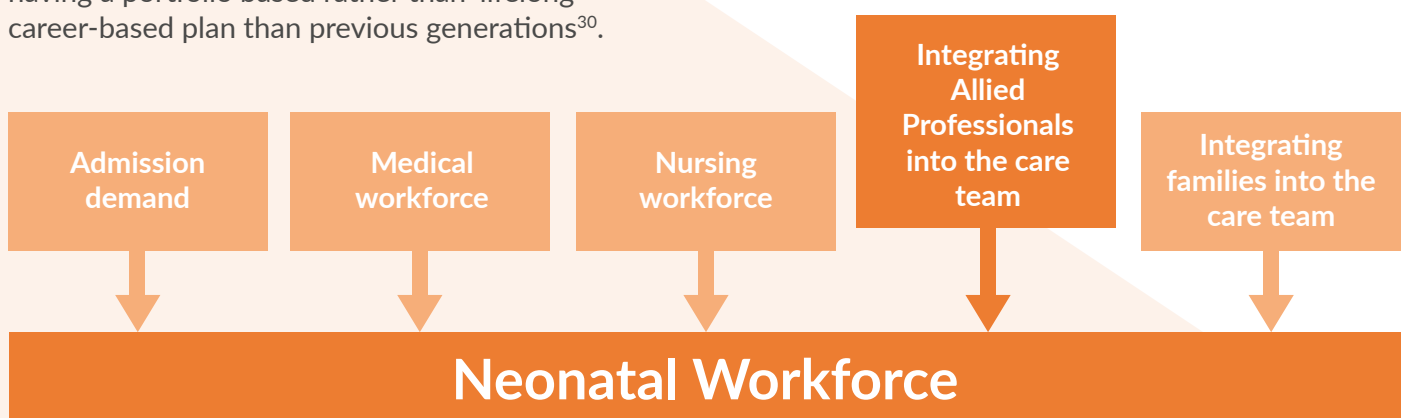 career-based plan than previous generations³⁰.
Admission
demand
Medical
workforce
Nursing
workforce
Integrating
Allied
Professionals
into the care
team
Integrating
families into the
care team
Neonatal Workforce